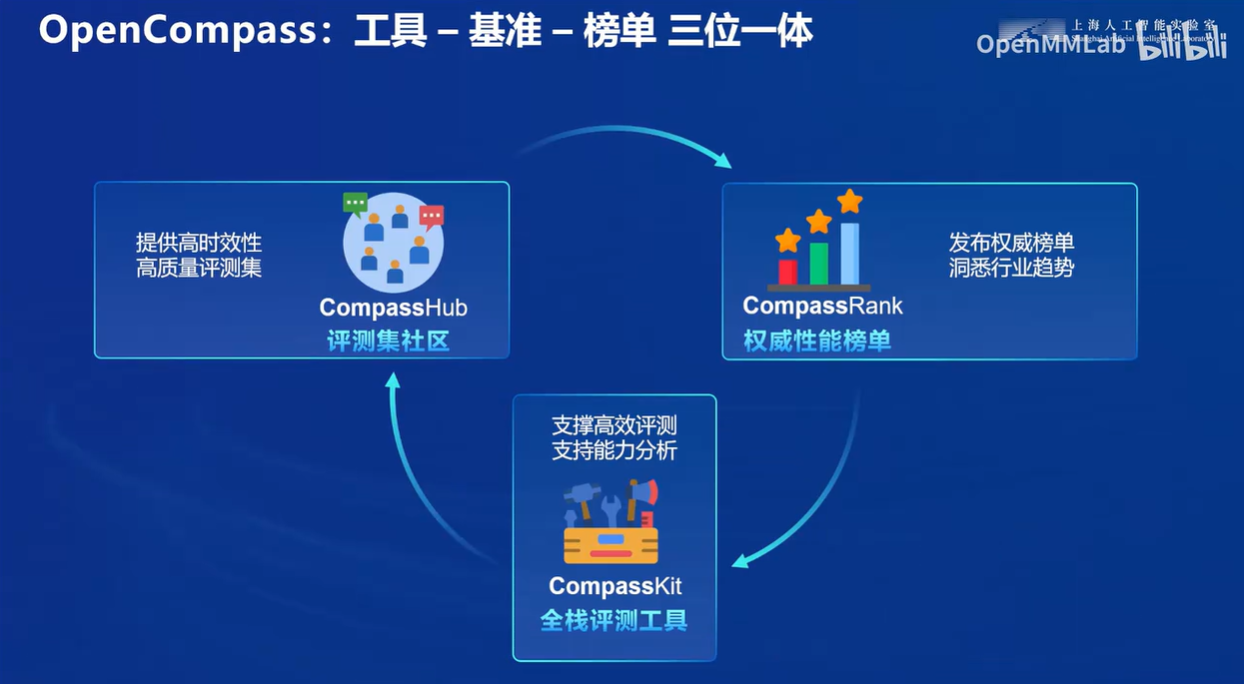 OpenCompass：工具 – 基准 – 榜单 三位一体
上海人工智能实验室
OpenMMLab bilibili
提供高时效性
高质量评测集
CompassHub
评测集社区
发布权威榜单
洞悉行业趋势
CompassRank
权威性能榜单
支撑高效评测
支持能力分析
CompassKit
全栈评测工具